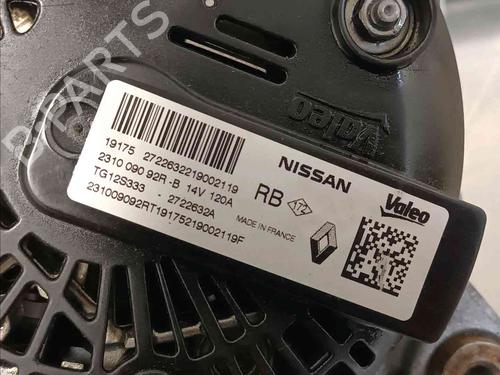 B-PARTS
Valeo
19175 2722632219002119
2310 090 92R -B 14V 120A
TG12S333 - 2722632A
231009092RT19175219002119F
NISSAN
RB
MADE IN FRANCE
Valeo